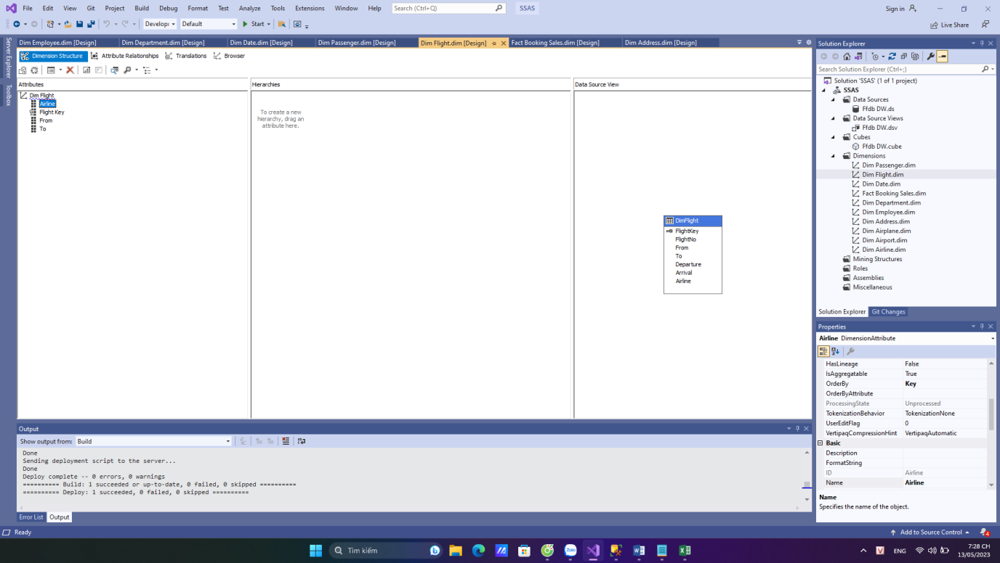 File Edit View Git Project Build Debug Format Test Analyze Tools Extensions Window Help Search (Ctrl+Q) SSAS Sign in
Developi Default Start Live Share
Dim Employee.dim [Design] Dim Department.dim [Design] Dim Date.dim [Design] Dim Passenger.dim [Design] Dim Flight.dim [Design] Fact Booking Sales.dim [Design] Dim Address.dim [Design]
Server Explorer
Toolbox
Dimension Structure Attribute Relationships Translations Browser
Attributes
Dim Flight
Airline
Flight Key
From
To
Hierarchies
To create a new
hierarchy, drag an
attribute here.
Data Source View
DimFlight
FlightKey
FlightNo
From
To
Departure
Arrival
Airline
Solution Explorer
Search Solution Explorer (Ctrl+;)
Solution 'SSAS' (1 of 1 project)
SSAS
Data Sources
Ffdb DW.ds
Data Source Views
Ffdb DW.dsv
Cubes
Ffdb DW.cube
Dimensions
Dim Passenger.dim
Dim Flight.dim
Dim Date.dim
Fact Booking Sales.dim
Dim Department.dim
Dim Employee.dim
Dim Address.dim
Dim Airplane.dim
Dim Airport.dim
Dim Airline.dim
Mining Structures
Roles
Assemblies
Miscellaneous
Solution Explorer Git Changes
Properties
Airline DimensionAttribute
HasLineage False
IsAggregatable True
OrderBy Key
OrderByAttribute
ProcessingState Unprocessed
TokenizationBehavior TokenizationNone
UserEditFlag 0
VertipaqCompressionHint VertipaqAutomatic
Basic
Description
FormatString
ID Airline
Name Airline
Name
Specifies the name of the object.
Output
Show output from: Build
Done
Sending deployment script to the server...
Done
Deploy complete -- 0 errors, 0 warnings
========== Build: 1 succeeded or up-to-date, 0 failed, 0 skipped ==========
========== Deploy: 1 succeeded, 0 failed, 0 skipped ==========
Error List Output
Ready Add to Source Control 4
Tìm kiếm Zalo V ENG 7:28 CH
13/05/2023